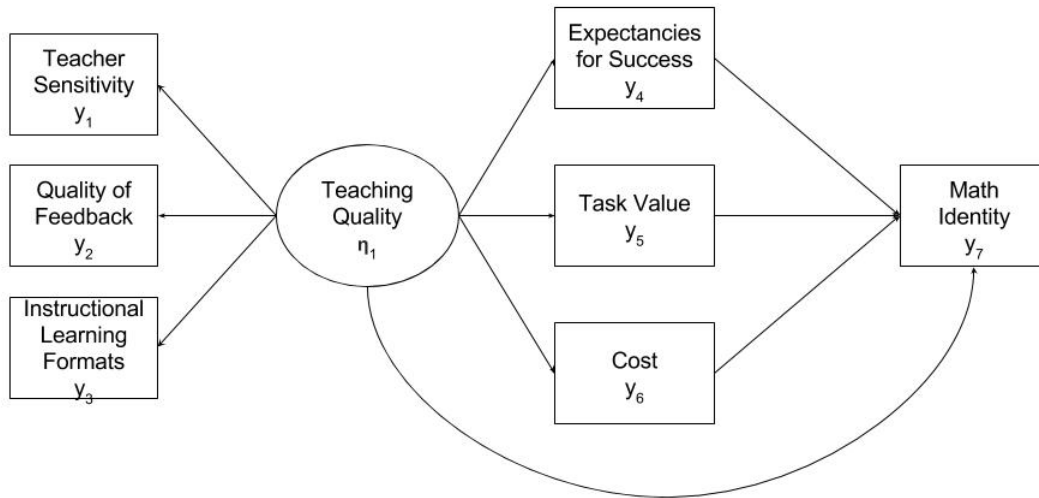 Teacher
Sensitivity
y₁
Quality of
Feedback
y₂
Instructional
Learning
Formats
y₃
Teaching
Quality
η₁
Expectancies
for Success
y₄
Task Value
y₅
Cost
y₆
Math
Identity
y₇